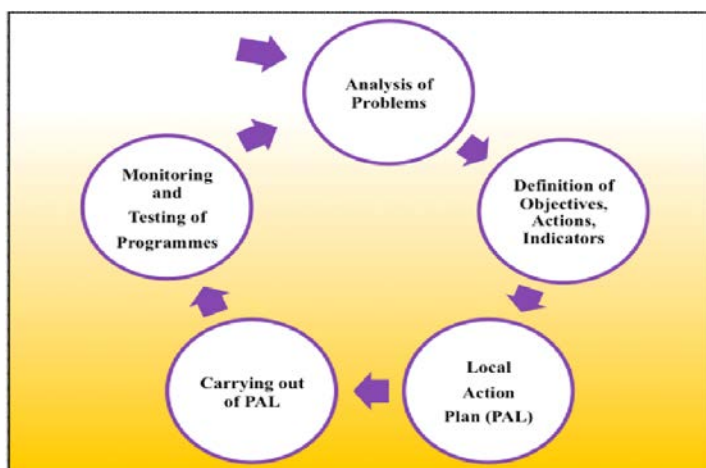 Analysis of
Problems
Definition of
Objectives,
Actions,
Indicators
Local
Action
Plan (PAL)
Carrying out
of PAL
Monitoring
and
Testing of
Programmes